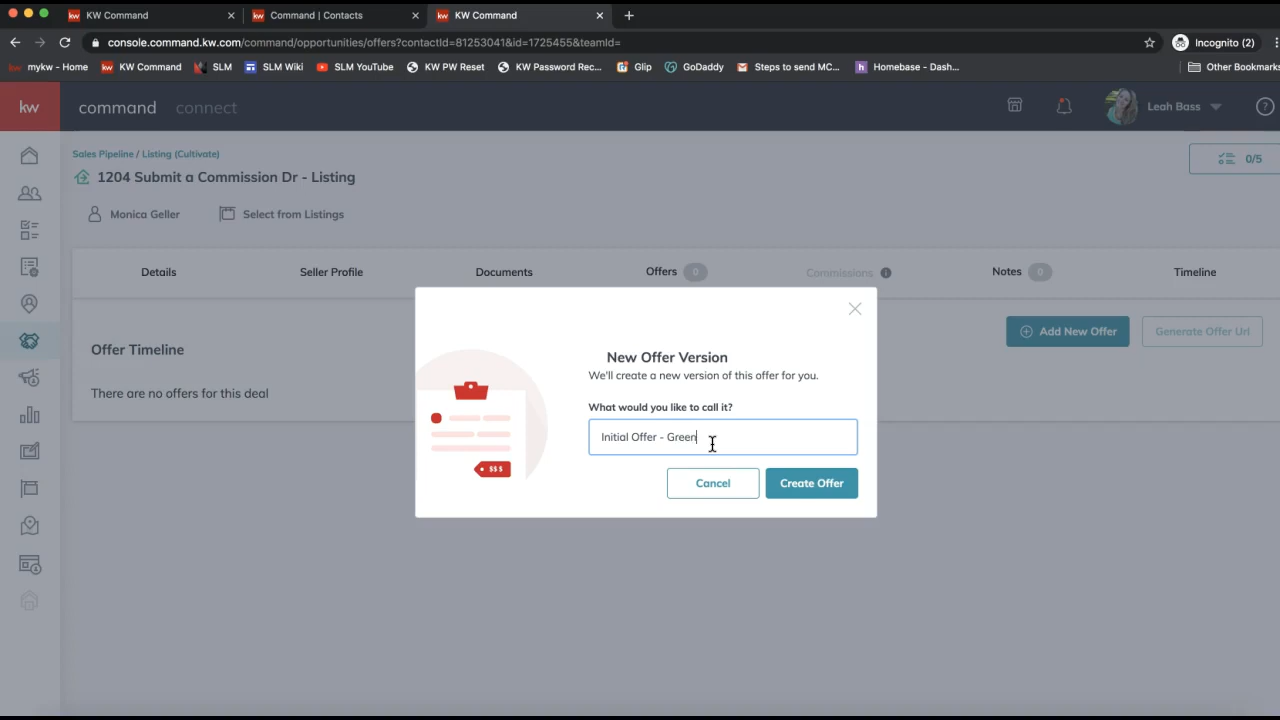 KW Command
Command | Contacts
KW Command
console.command.kw.com/command/opportunities/offers?contactId=81253041&id=1725455&teamId=
Incognito (2)
mykw - Home
KW Command
SLM
SLM Wiki
SLM YouTube
KW PW Reset
KW Password Rec...
Glip
GoDaddy
Steps to send MC...
Homebase - Dash...
Other Bookmarks
kw
command
connect
Leah Bass
Sales Pipeline / Listing (Cultivate)
0/5
1204 Submit a Commission Dr - Listing
Monica Geller
Select from Listings
Details
Seller Profile
Documents
Offers 0
Commissions
Notes 0
Timeline
Add New Offer
Generate Offer Url
Offer Timeline
There are no offers for this deal
New Offer Version
We'll create a new version of this offer for you.
What would you like to call it?
Initial Offer - Green
$$$
Cancel
Create Offer